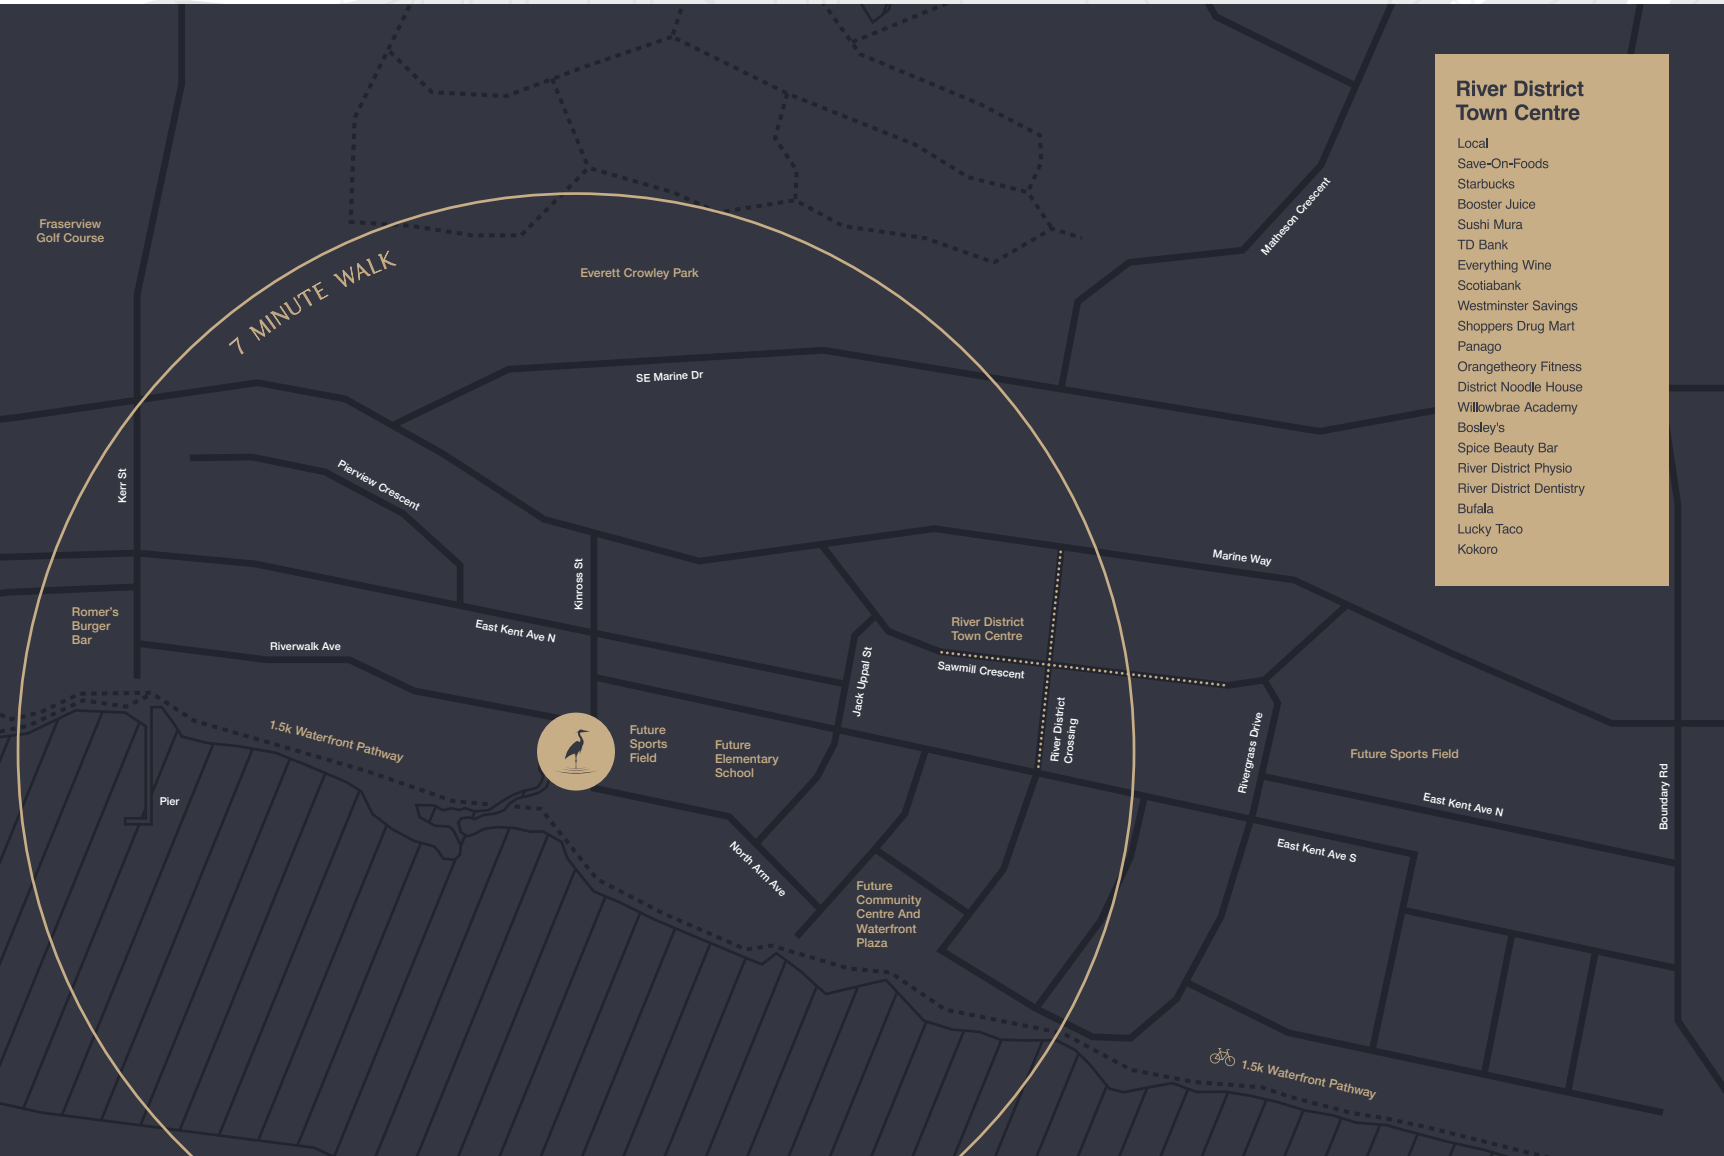 River District
Town Centre
Local
Save-On-Foods
Starbucks
Booster Juice
Sushi Mura
TD Bank
Everything Wine
Scotiabank
Westminster Savings
Shoppers Drug Mart
Panago
Orangetheory Fitness
District Noodle House
Willowbrae Academy
Bosley's
Spice Beauty Bar
River District Physio
River District Dentistry
Bufala
Lucky Taco
Kokoro
Fraserview
Golf Course
7 MINUTE WALK
Everett Crowley Park
Matheson Crescent
SE Marine Dr
Kerr St
Pierview Crescent
Kinross St
Marine Way
Romer's
Burger
Bar
Riverwalk Ave
East Kent Ave N
River District
Town Centre
Sawmill Crescent
Jack Uppal St
River District
Crossing
Rivergrass Drive
1.5k Waterfront Pathway
Future
Sports
Field
Future
Elementary
School
Future Sports Field
Boundary Rd
Pier
East Kent Ave N
East Kent Ave S
North Arm Ave
Future
Community
Centre And
Waterfront
Plaza
1.5k Waterfront Pathway